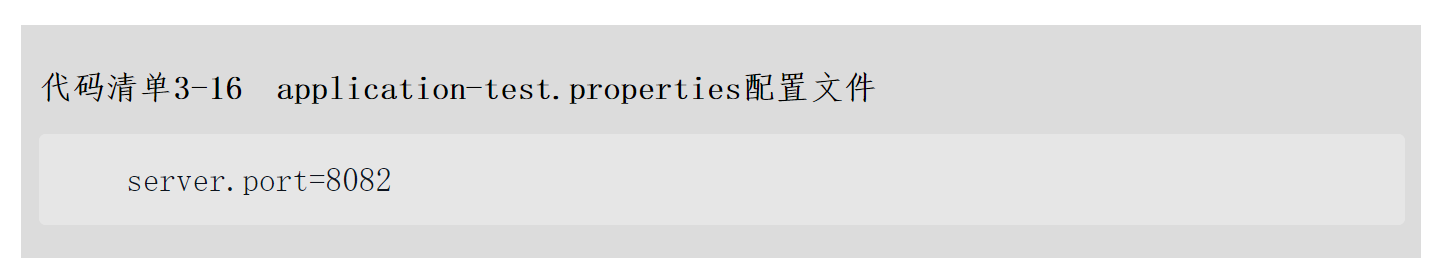 代码清单3-16　application-test.properties配置文件
server.port=8082